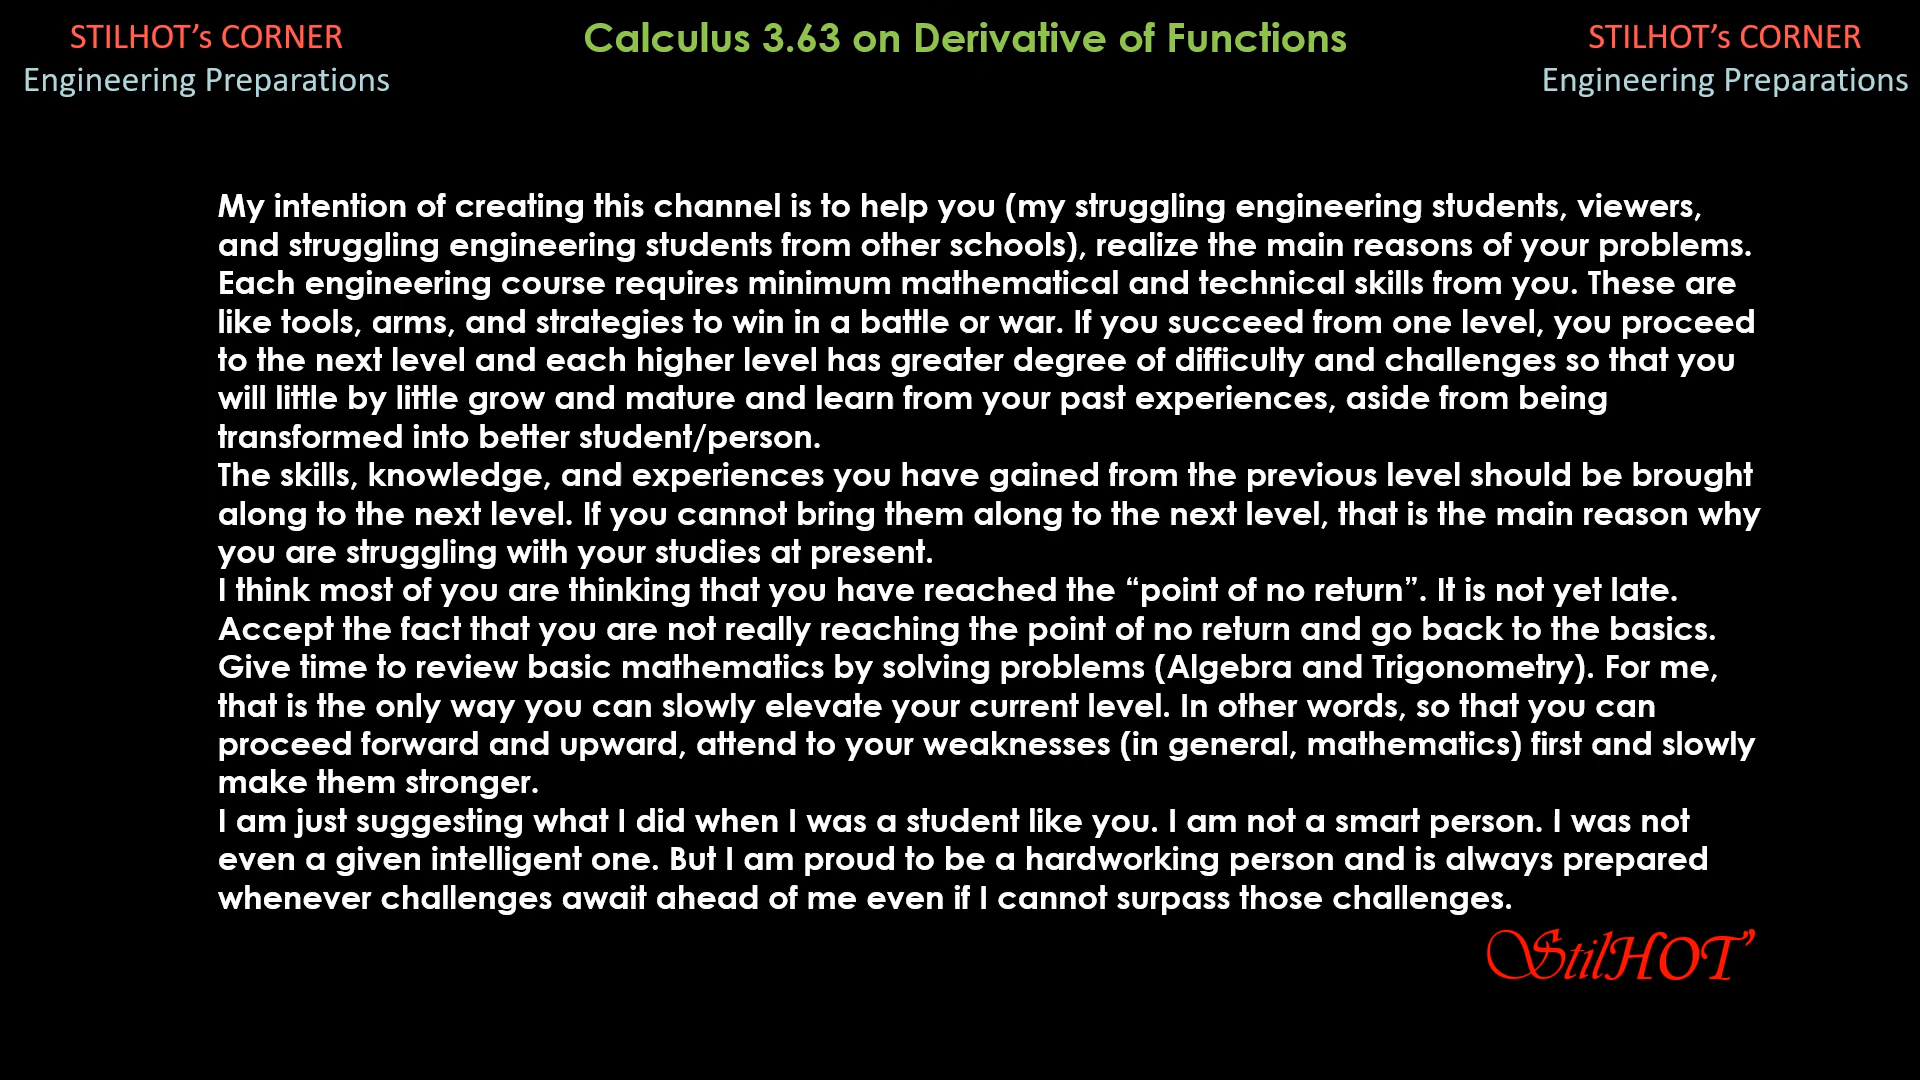 STILHOT’s CORNER
Engineering Preparations
Calculus 3.63 on Derivative of Functions
STILHOT’s CORNER
Engineering Preparations
My intention of creating this channel is to help you (my struggling engineering students, viewers,
and struggling engineering students from other schools), realize the main reasons of your problems.
Each engineering course requires minimum mathematical and technical skills from you. These are
like tools, arms, and strategies to win in a battle or war. If you succeed from one level, you proceed
to the next level and each higher level has greater degree of difficulty and challenges so that you
will little by little grow and mature and learn from your past experiences, aside from being
transformed into better student/person.
The skills, knowledge, and experiences you have gained from the previous level should be brought
along to the next level. If you cannot bring them along to the next level, that is the main reason why
you are struggling with your studies at present.
I think most of you are thinking that you have reached the “point of no return”. It is not yet late.
Accept the fact that you are not really reaching the point of no return and go back to the basics.
Give time to review basic mathematics by solving problems (Algebra and Trigonometry). For me,
that is the only way you can slowly elevate your current level. In other words, so that you can
proceed forward and upward, attend to your weaknesses (in general, mathematics) first and slowly
make them stronger.
I am just suggesting what I did when I was a student like you. I am not a smart person. I was not
even a given intelligent one. But I am proud to be a hardworking person and is always prepared
whenever challenges await ahead of me even if I cannot surpass those challenges.
StilHOT’